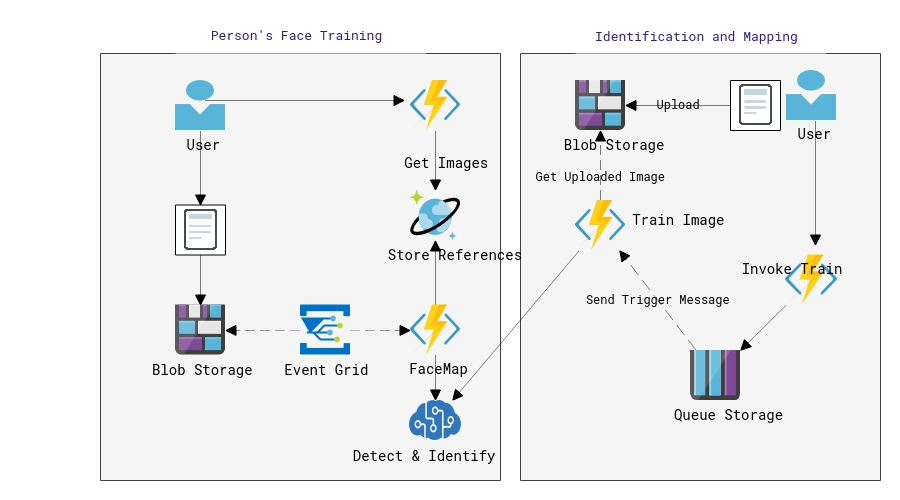 Person's Face Training
User
Get Images
Store References
Blob Storage
Event Grid
FaceMap
Detect & Identify
Identification and Mapping
Upload
User
Blob Storage
Get Uploaded Image
Train Image
Invoke Train
Send Trigger Message
Queue Storage